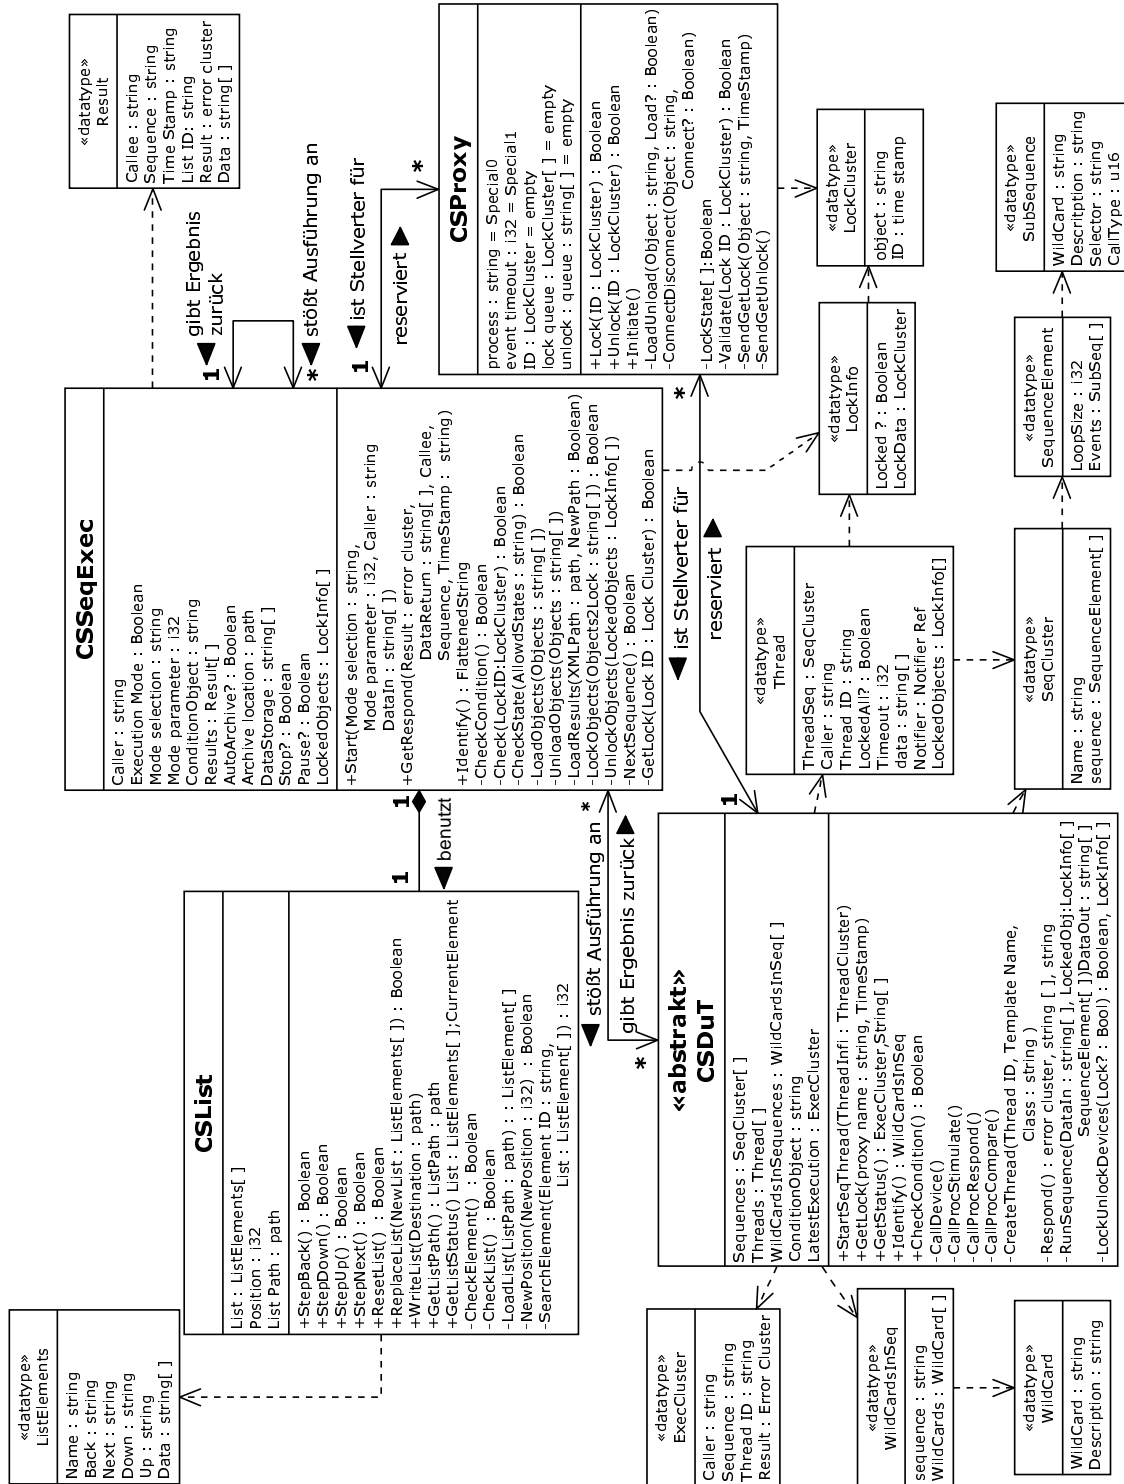 «datatype»
ListElements
Name : string
Back : string
Next : string
Down : string
Up : string
Data : string[ ]
CSList
List : ListElements[ ]
Position : i32
List Path : path
+StepBack() : Boolean
+StepDown() : Boolean
+StepUp() : Boolean
+StepNext() : Boolean
+ResetList() : Boolean
+ReplaceList(NewList : ListElements[ ]) : Boolean
+WriteList(Destination : path)
+GetListPath() : ListPath : path
+GetListStatus() List : ListElements[ ];CurrentElement
-CheckElement() : Boolean
-CheckList() : Boolean
-LoadList(ListPath : path) : ListElement[ ]
-NewPosition(NewPosition : i32) : Boolean
-SearchElement(Element ID : string,
List : ListElement[ ]) : i32
1
1
benutzt
CSSeqExec
Caller : string
Execution Mode : Boolean
Mode selection : string
Mode parameter : i32
ConditionObject : string
Results : Result[ ]
AutoArchive? : Boolean
Archive location : path
DataStorage : string[ ]
Stop? : Boolean
Pause? : Boolean
LockedObjects : LockInfo[ ]
+Start(Mode selection : string,
Mode parameter : i32, Caller : string
DataIn : string[ ])
+GetRespond(Result : error cluster,
DataReturn : string[ ], Callee,
Sequence, TimeStamp : string)
+Identify() : FlattenedString
-CheckCondition() : Boolean
-Check(LockID:LockCluster) : Boolean
-CheckState(AllowdStates : string) : Boolean
-LoadObjects(Objects : string[ ])
-UnloadObjects(Objects : string[ ])
-LoadResults(XMLPath : path, NewPath : Boolean)
-LockObjects(Objects2Lock : string[ ]) : Boolean
-UnlockObjects(LockedObjects : LockInfo[ ])
-NextSequence() : Boolean
-GetLock(Lock ID : Lock Cluster) : Boolean
«datatype»
Result
Callee : string
Sequence : string
Time Stamp : string
List ID: string
Result : error cluster
Data : string[ ]
1
gibt Ergebnis
zurück
*
stößt Ausführung an
1
ist Stellverter für
reserviert
*
CSProxy
process : string = Special0
event timeout : i32 = Special1
ID : LockCluster = empty
lock queue : LockCluster[ ] = empty
unlock : queue : string[ ] = empty
+Lock(ID : LockCluster) : Boolean
+Unlock(ID : LockCluster) : Boolean
+Initiate()
-LoadUnload(Object : string, Load? : Boolean)
-ConnectDisconnect(Object : string,
Connect? : Boolean)
-LockState[ ]:Boolean
-Validate(Lock ID : LockCluster) : Boolean
-SendGetLock(Object : string, TimeStamp)
-SendGetUnlock()
*
stößt Ausführung an
gibt Ergebnis zurück
*
*
ist Stellverter für
reserviert
1
«abstrakt»
CSDuT
Sequences : SeqCluster[ ]
Threads : Thread[ ]
WildCardsInSequences : WildCardsInSeq[ ]
ConditionObject : string
LatestExecution : ExecCluster
+StartSeqThread(ThreadInfi : ThreadCluster)
+GetLock(proxy name : string, TimeStamp)
+GetStatus() : ExecCluster,String[ ]
+Identify() : WildCardsInSeq
+CheckCondition() : Boolean
-CallDevice()
-CallProcStimulate()
-CallProcRespond()
-CallProcCompare()
-CreateThread(Thread ID, Template Name,
Class : string )
-Respond() : error cluster, string [ ], string
-RunSequence(DataIn : string[ ], LockedObj:LockInfo[ ]
SequenceElement[ ])DataOut : string[ ]
-LockUnlockDevices(Lock? : Bool) : Boolean, LockInfo[ ]
«datatype»
ExecCluster
Caller : string
Sequence : string
Thread ID : string
Result : Error Cluster
«datatype»
WildCardsInSeq
sequence : string
WildCards : WildCard[ ]
«datatype»
WildCard
WildCard : string
Description : string
«datatype»
Thread
ThreadSeq : SeqCluster
Caller : string
Thread ID : string
LockedAll? : Boolean
Timeout : i32
data : string[ ]
Notifier : Notifier Ref
LockedObjects : LockInfo[]
«datatype»
LockInfo
Locked ? : Boolean
LockData : LockCluster
«datatype»
LockCluster
object : string
ID : time stamp
«datatype»
SeqCluster
Name : string
sequence : SequenceElement[ ]
«datatype»
SequenceElement
LoopSize : i32
Events : SubSeq[ ]
«datatype»
SubSequence
WildCard : string
Descritption : string
Selector : string
CallType : u16